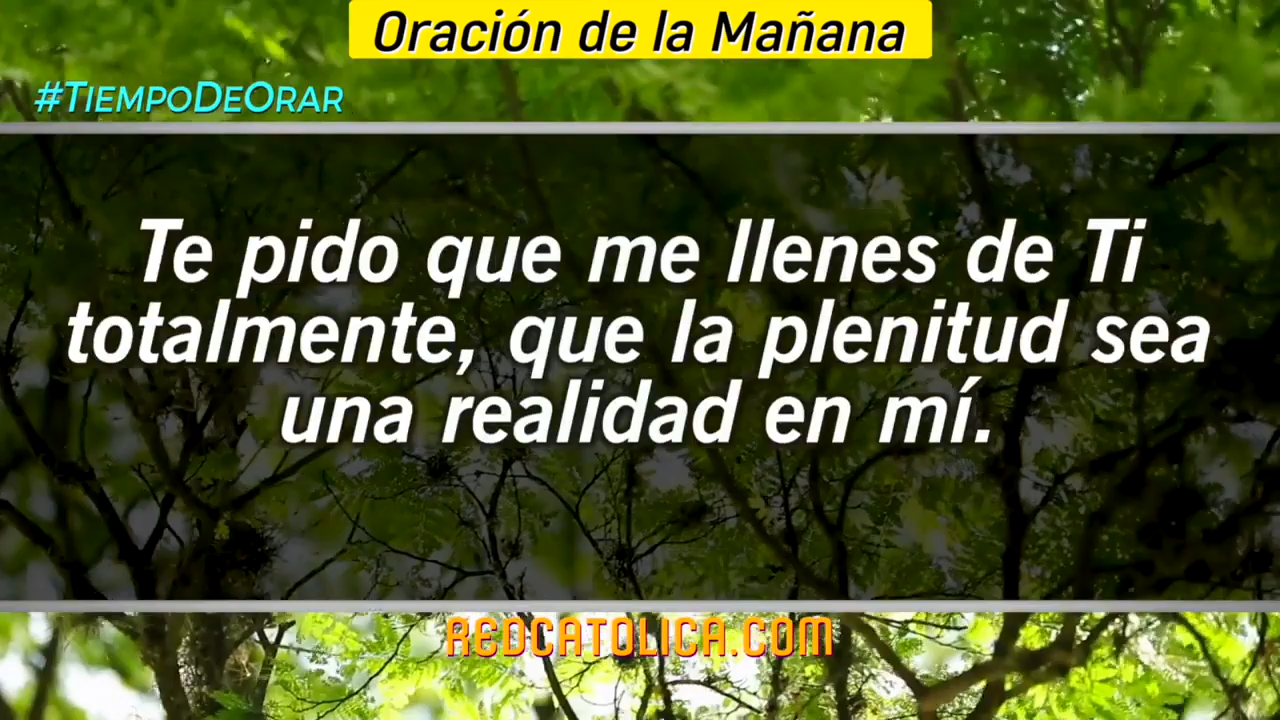 Oración de la Mañana
#TIEMPODEORAR
Te pido que me llenes de Ti
totalmente, que la plenitud sea
una realidad en mí.
REDCATOLICA.COM